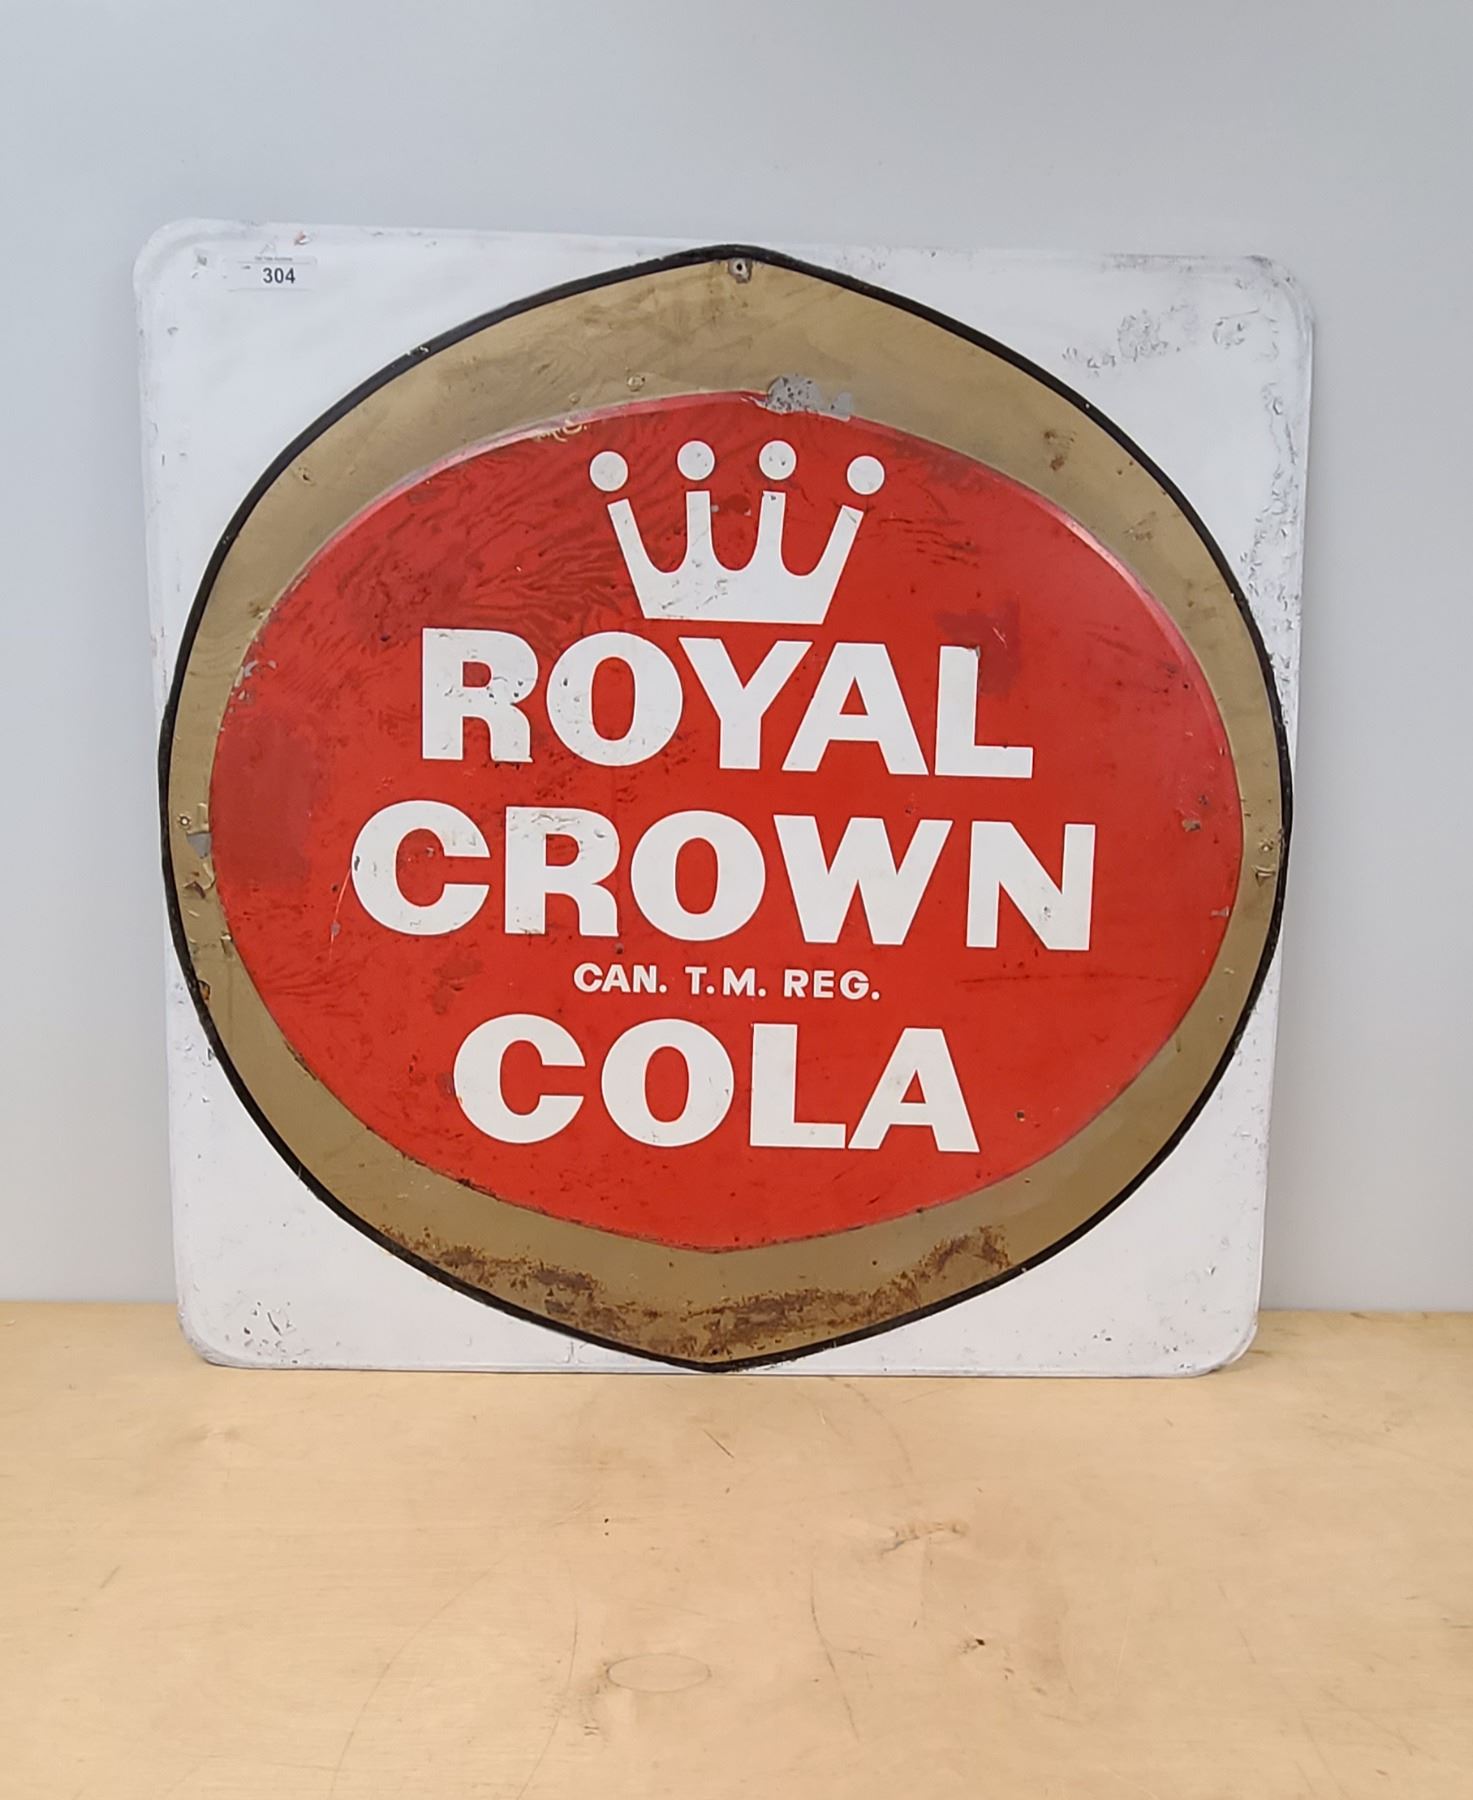 304
ROYAL
CROWN
CAN. T.M. REG.
COLA